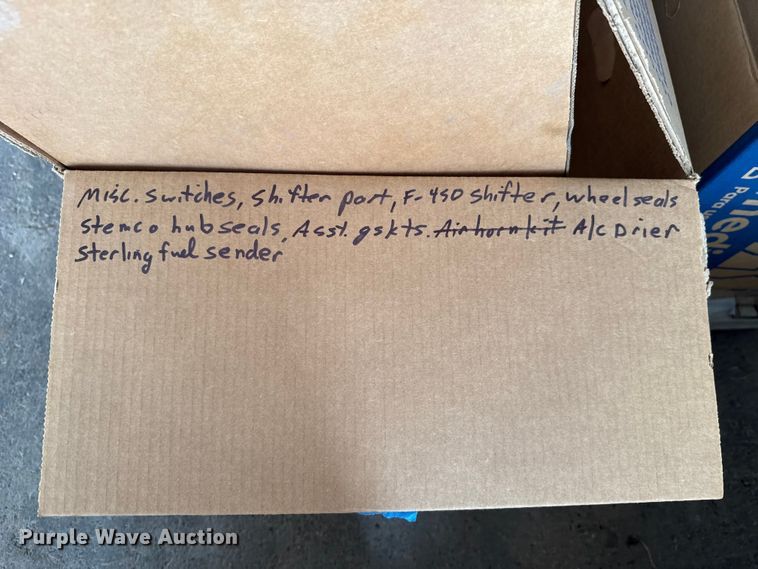 Misc. switches, shifter part, F-450 shifter, wheel seals
Stemco hub seals, Asst. gskts. Air horn kit A/c Drier
Sterling fuel sender
Para
Purple Wave Auction